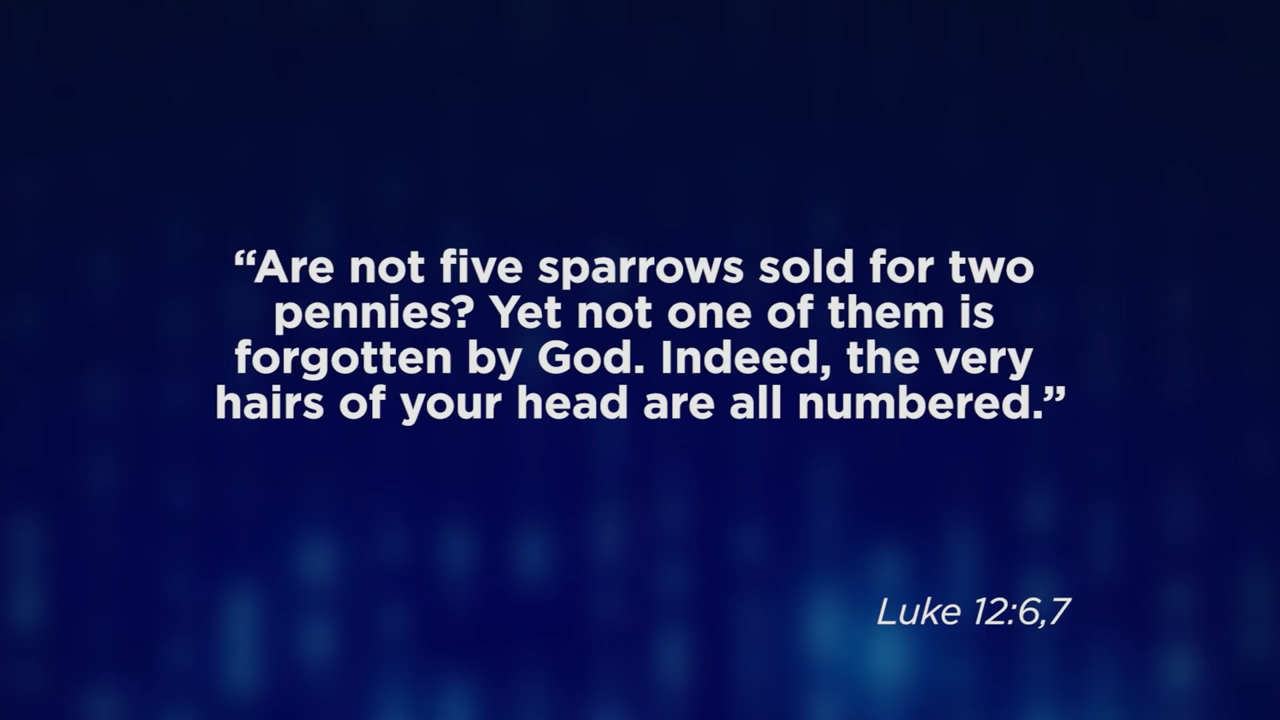 “Are not five sparrows sold for two
pennies? Yet not one of them is
forgotten by God. Indeed, the very
hairs of your head are all numbered.”
Luke 12:6,7